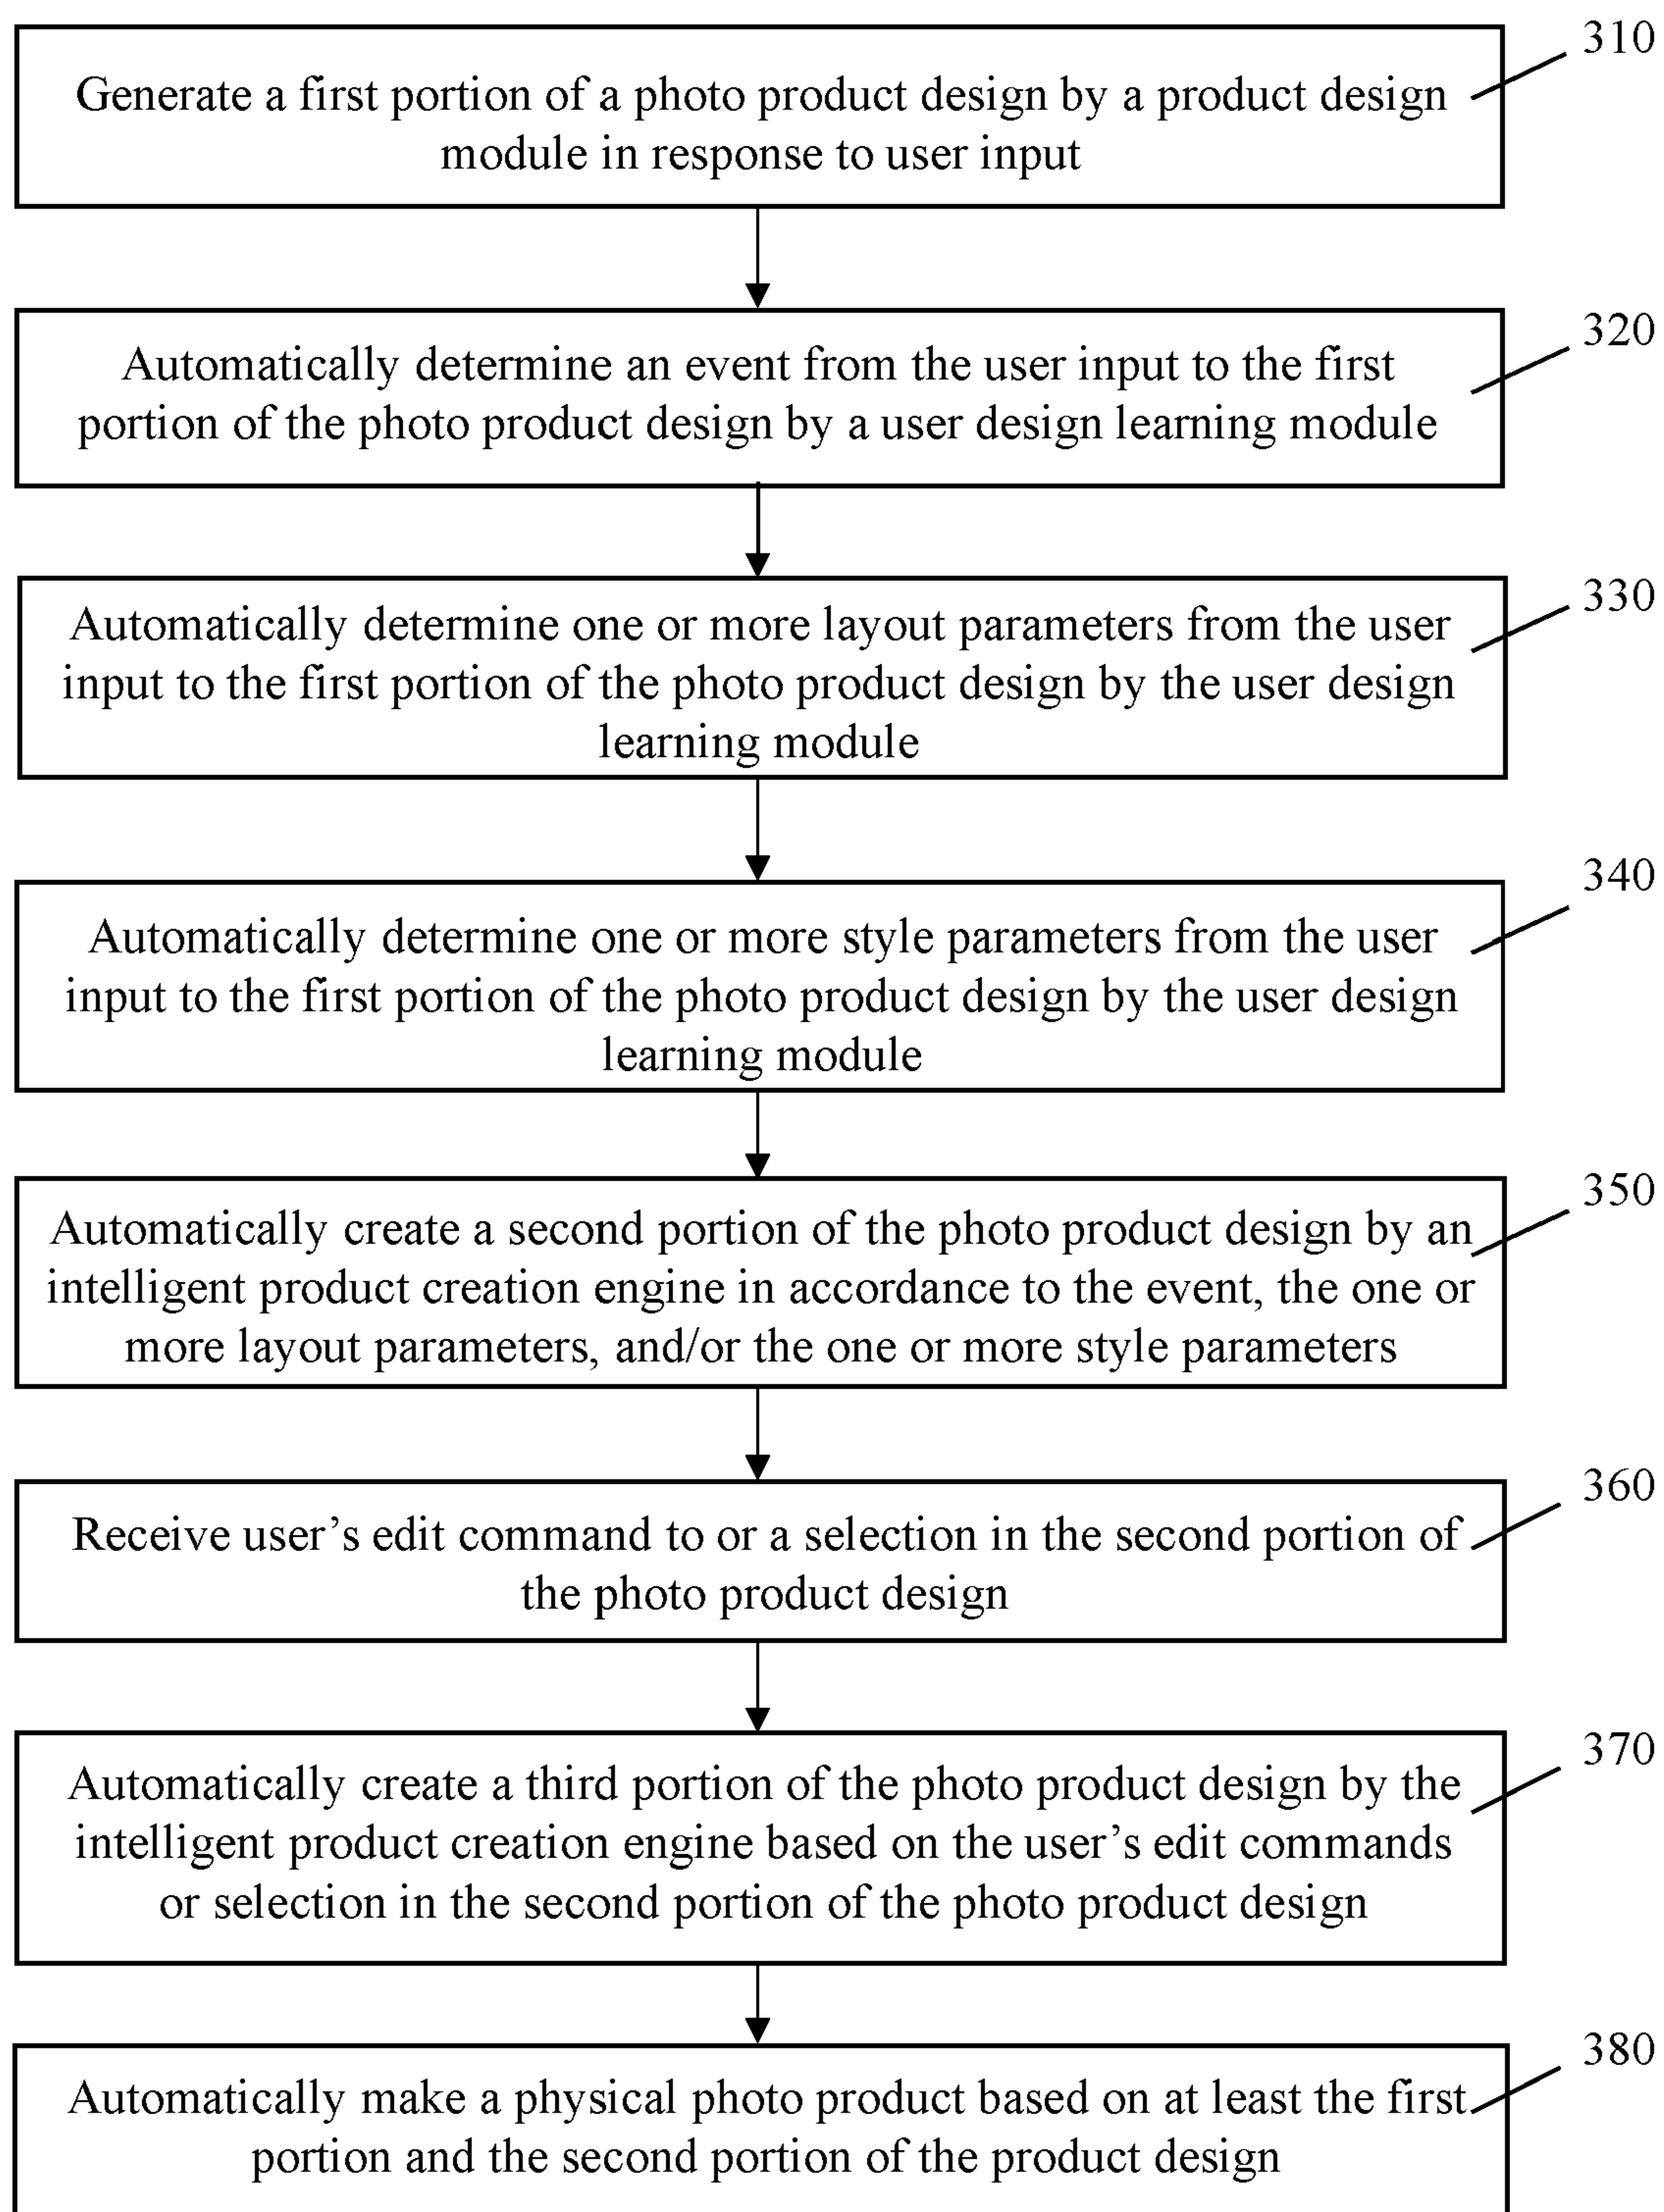 310
Generate a first portion of a photo product design by a product design
module in response to user input
320
Automatically determine an event from the user input to the first
portion of the photo product design by a user design learning module
330
Automatically determine one or more layout parameters from the user
input to the first portion of the photo product design by the user design
learning module
340
Automatically determine one or more style parameters from the user
input to the first portion of the photo product design by the user design
learning module
350
Automatically create a second portion of the photo product design by an
intelligent product creation engine in accordance to the event, the one or
more layout parameters, and/or the one or more style parameters
360
Receive user’s edit command to or a selection in the second portion of
the photo product design
370
Automatically create a third portion of the photo product design by the
intelligent product creation engine based on the user’s edit commands
or selection in the second portion of the photo product design
380
Automatically make a physical photo product based on at least the first
portion and the second portion of the product design